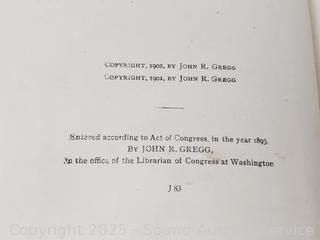 COPYRIGHT, 1902, BY JOHN R. GREGG
COPYRIGHT, 1901, BY JOHN R. GREGG
Entered according to Act of Congress, in the year 1893.
BY JOHN R. GREGG,
In the office of the Librarian of Congress at Washington
J 83
Copyright 2025 - Sound Auction Service